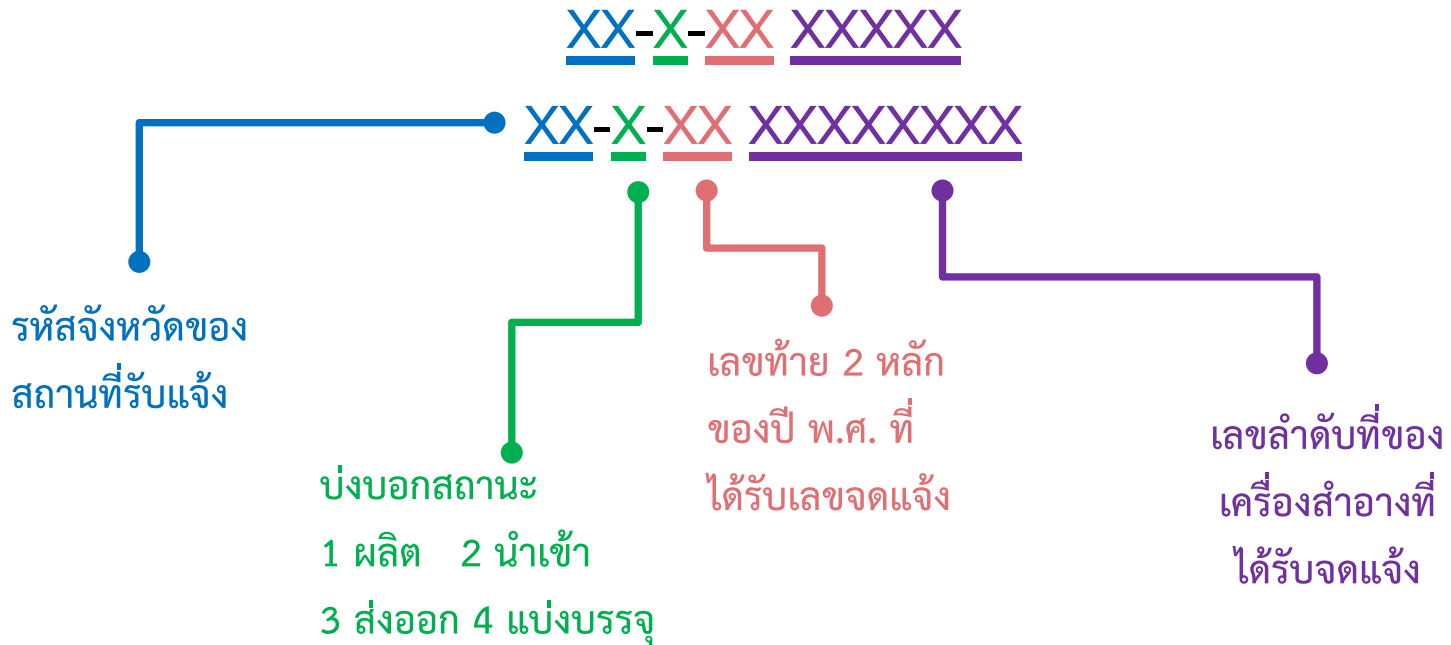 XX-X-XX XXXXX
XX-X-XX XXXXXXXX
รหัสจังหวัดของ
สถานที่รับแจ้ง
บ่งบอกสถานะ
1 ผลิต 2 นำเข้า
3 ส่งออก 4 แบ่งบรรจุ
เลขท้าย 2 หลัก
ของปี พ.ศ. ที่
ได้รับเลขจดแจ้ง
เลขลำดับที่ของ
เครื่องสำอางที่
ได้รับจดแจ้ง